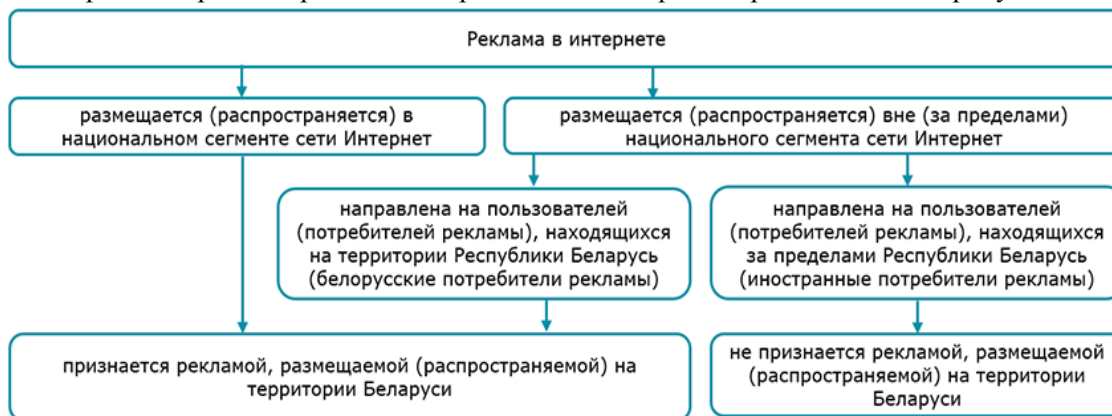 Реклама в интернете
размещается (распространяется) в
национальном сегменте сети Интернет
размещается (распространяется) вне (за пределами)
национального сегмента сети Интернет
направлена на пользователей
(потребителей рекламы), находящихся
на территории Республики Беларусь
(белорусские потребители рекламы)
направлена на пользователей
(потребителей рекламы), находящихся
за пределами Республики Беларусь
(иностранные потребители рекламы)
признается рекламой, размещаемой (распространяемой) на
территории Беларуси
не признается рекламой, размещаемой
(распространяемой) на территории
Беларуси